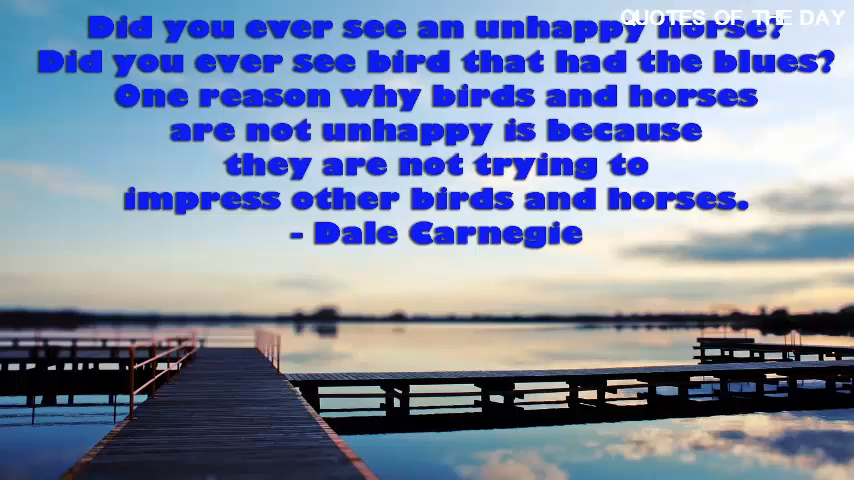 QUOTES OF THE DAY
Did you ever see an unhappy horse?
Did you ever see bird that had the blues?
One reason why birds and horses
are not unhappy is because
they are not trying to
impress other birds and horses.
- Dale Carnegie